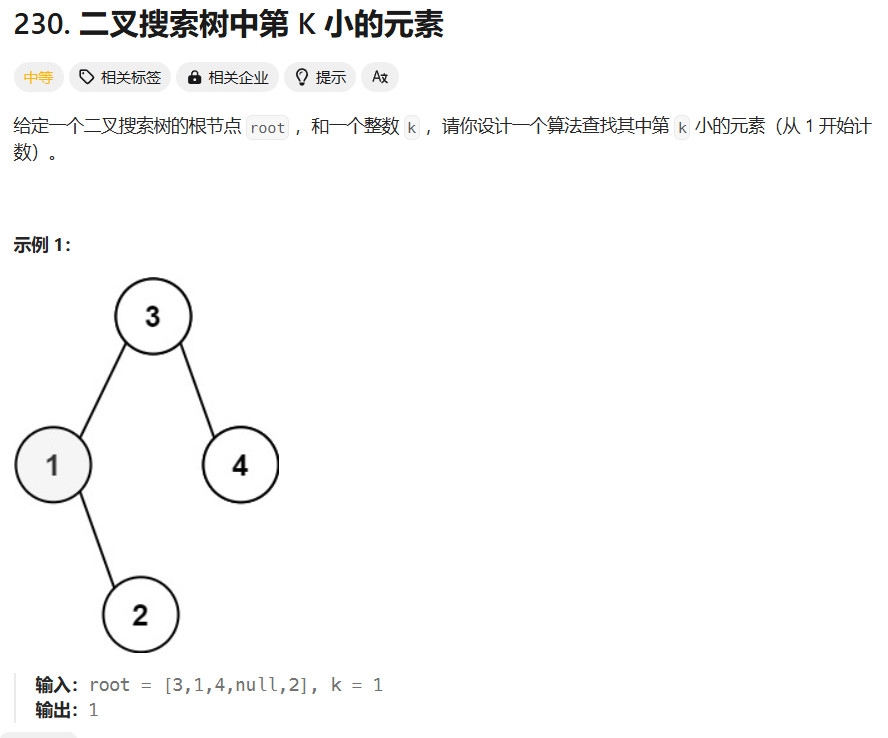 230. 二叉搜索树中第 K 小的元素
中等 相关标签 相关企业 提示 Ax
给定一个二叉搜索树的根节点 root ，和一个整数 k ，请你设计一个算法查找其中第 k 小的元素（从 1 开始计
数）。
示例 1：
3
1 4
2
输入：root = [3,1,4,null,2], k = 1
输出：1